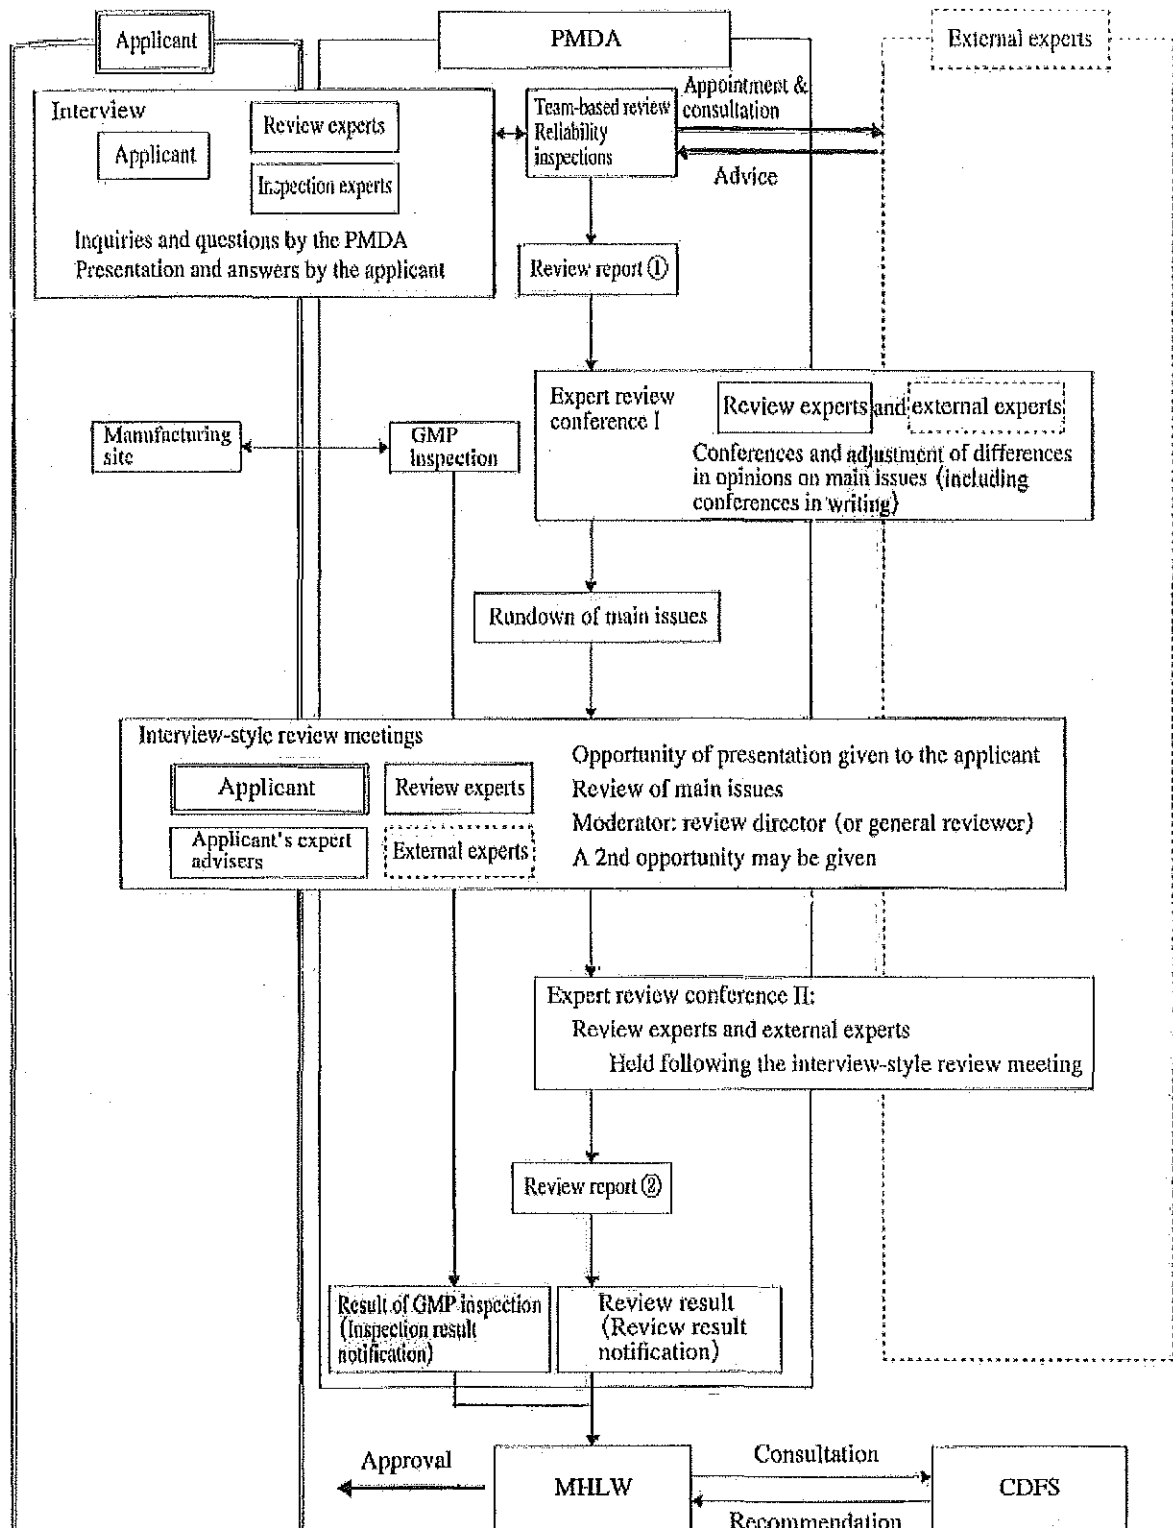 Applicant
PMDA
External experts
Interview
Applicant
Review experts
Inspection experts
Inquiries and questions by the PMDA
Presentation and answers by the applicant
Team-based review
Reliability
inspections
Appointment &
consultation
Advice
Review report ①
Expert review
conference I
Review experts and external experts
Conferences and adjustment of differences
in opinions on main issues (including
conferences in writing)
Manufacturing
site
GMP
Inspection
Rundown of main issues
Interview-style review meetings
Applicant
Review experts
Applicant's expert
advisers
External experts
Opportunity of presentation given to the applicant
Review of main issues
Moderator: review director (or general reviewer)
A 2nd opportunity may be given
Expert review conference II:
Review experts and external experts
Held following the interview-style review meeting
Review report ②
Result of GMP inspection
(Inspection result
notification)
Review result
(Review result
notification)
Approval
MHLW
Consultation
Recommendation
CDFS